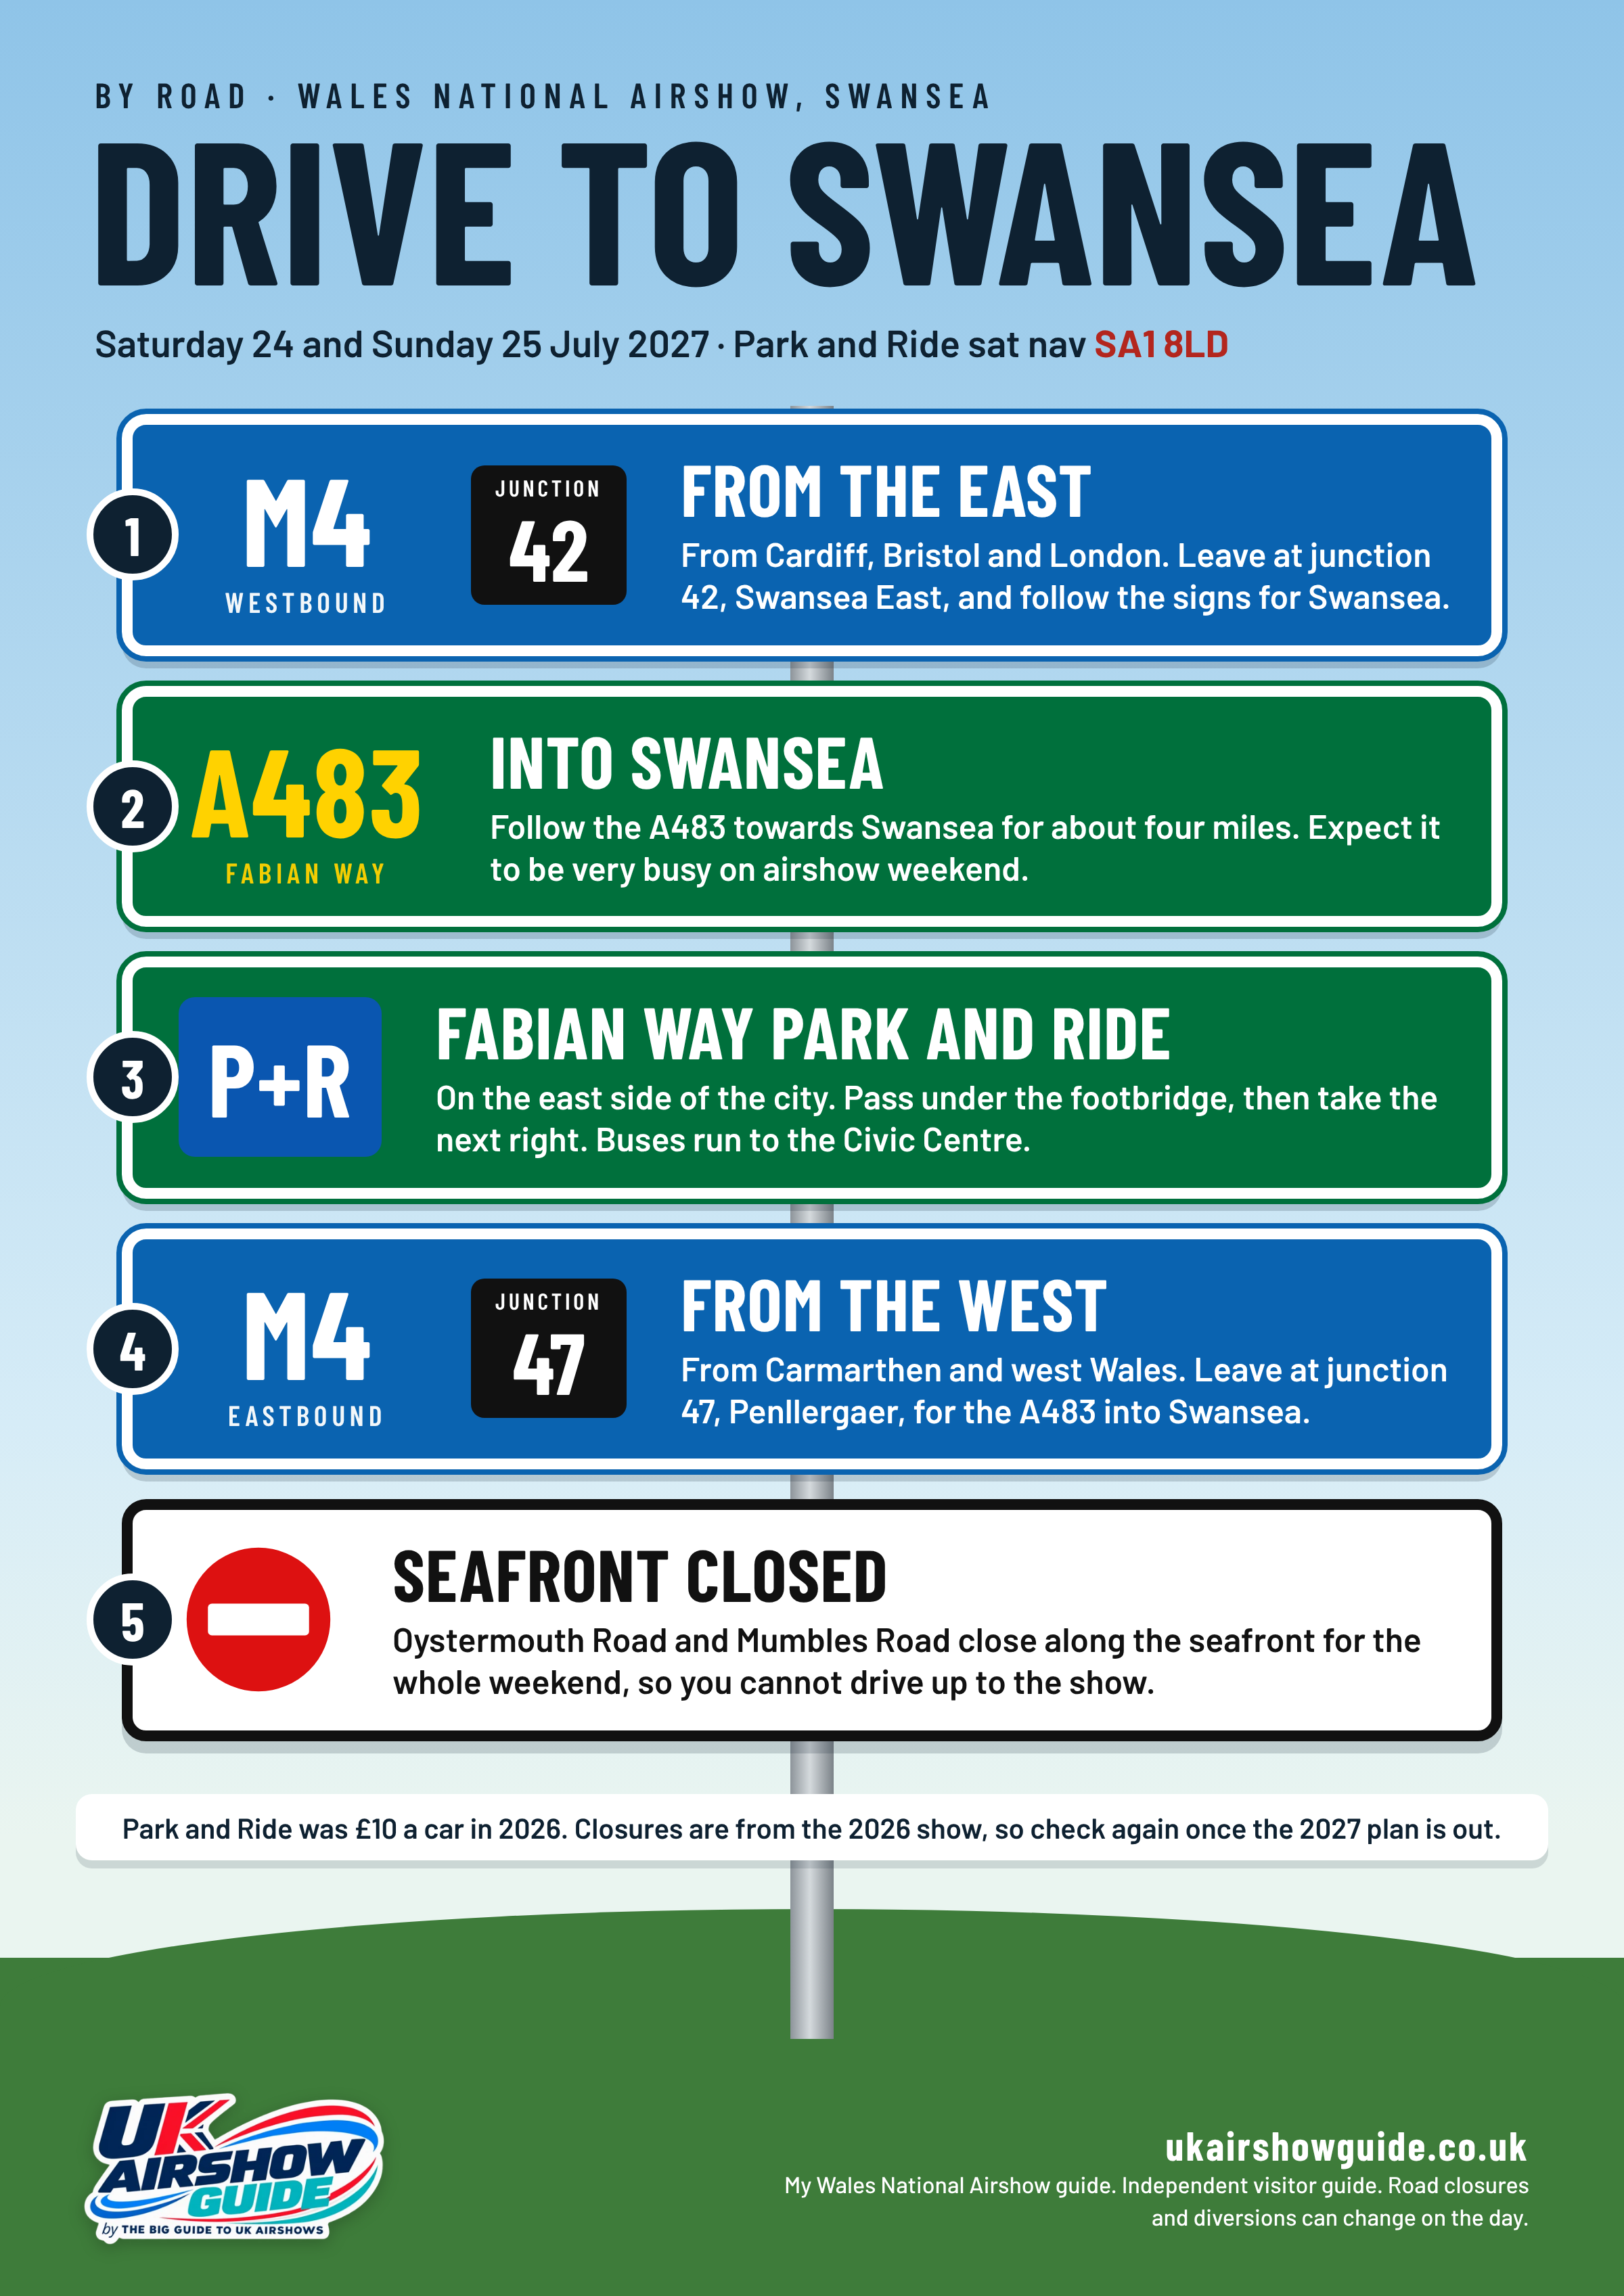 BY ROAD · WALES NATIONAL AIRSHOW, SWANSEA
DRIVE TO SWANSEA
Saturday 24 and Sunday 25 July 2027 · Park and Ride sat nav SA1 8LD
1
M4
WESTBOUND
JUNCTION
42
FROM THE EAST
From Cardiff, Bristol and London. Leave at junction
42, Swansea East, and follow the signs for Swansea.
2
A483
FABIAN WAY
INTO SWANSEA
Follow the A483 towards Swansea for about four miles. Expect it
to be very busy on airshow weekend.
3
P+R
FABIAN WAY PARK AND RIDE
On the east side of the city. Pass under the footbridge, then take the
next right. Buses run to the Civic Centre.
4
M4
EASTBOUND
JUNCTION
47
FROM THE WEST
From Carmarthen and west Wales. Leave at junction
47, Penllergaer, for the A483 into Swansea.
5
SEAFRONT CLOSED
Oystermouth Road and Mumbles Road close along the seafront for the
whole weekend, so you cannot drive up to the show.
Park and Ride was £10 a car in 2026. Closures are from the 2026 show, so check again once the 2027 plan is out.
UK
AIRSHOW
GUIDE
by THE BIG GUIDE TO UK AIRSHOWS
ukairshowguide.co.uk
My Wales National Airshow guide. Independent visitor guide. Road closures
and diversions can change on the day.